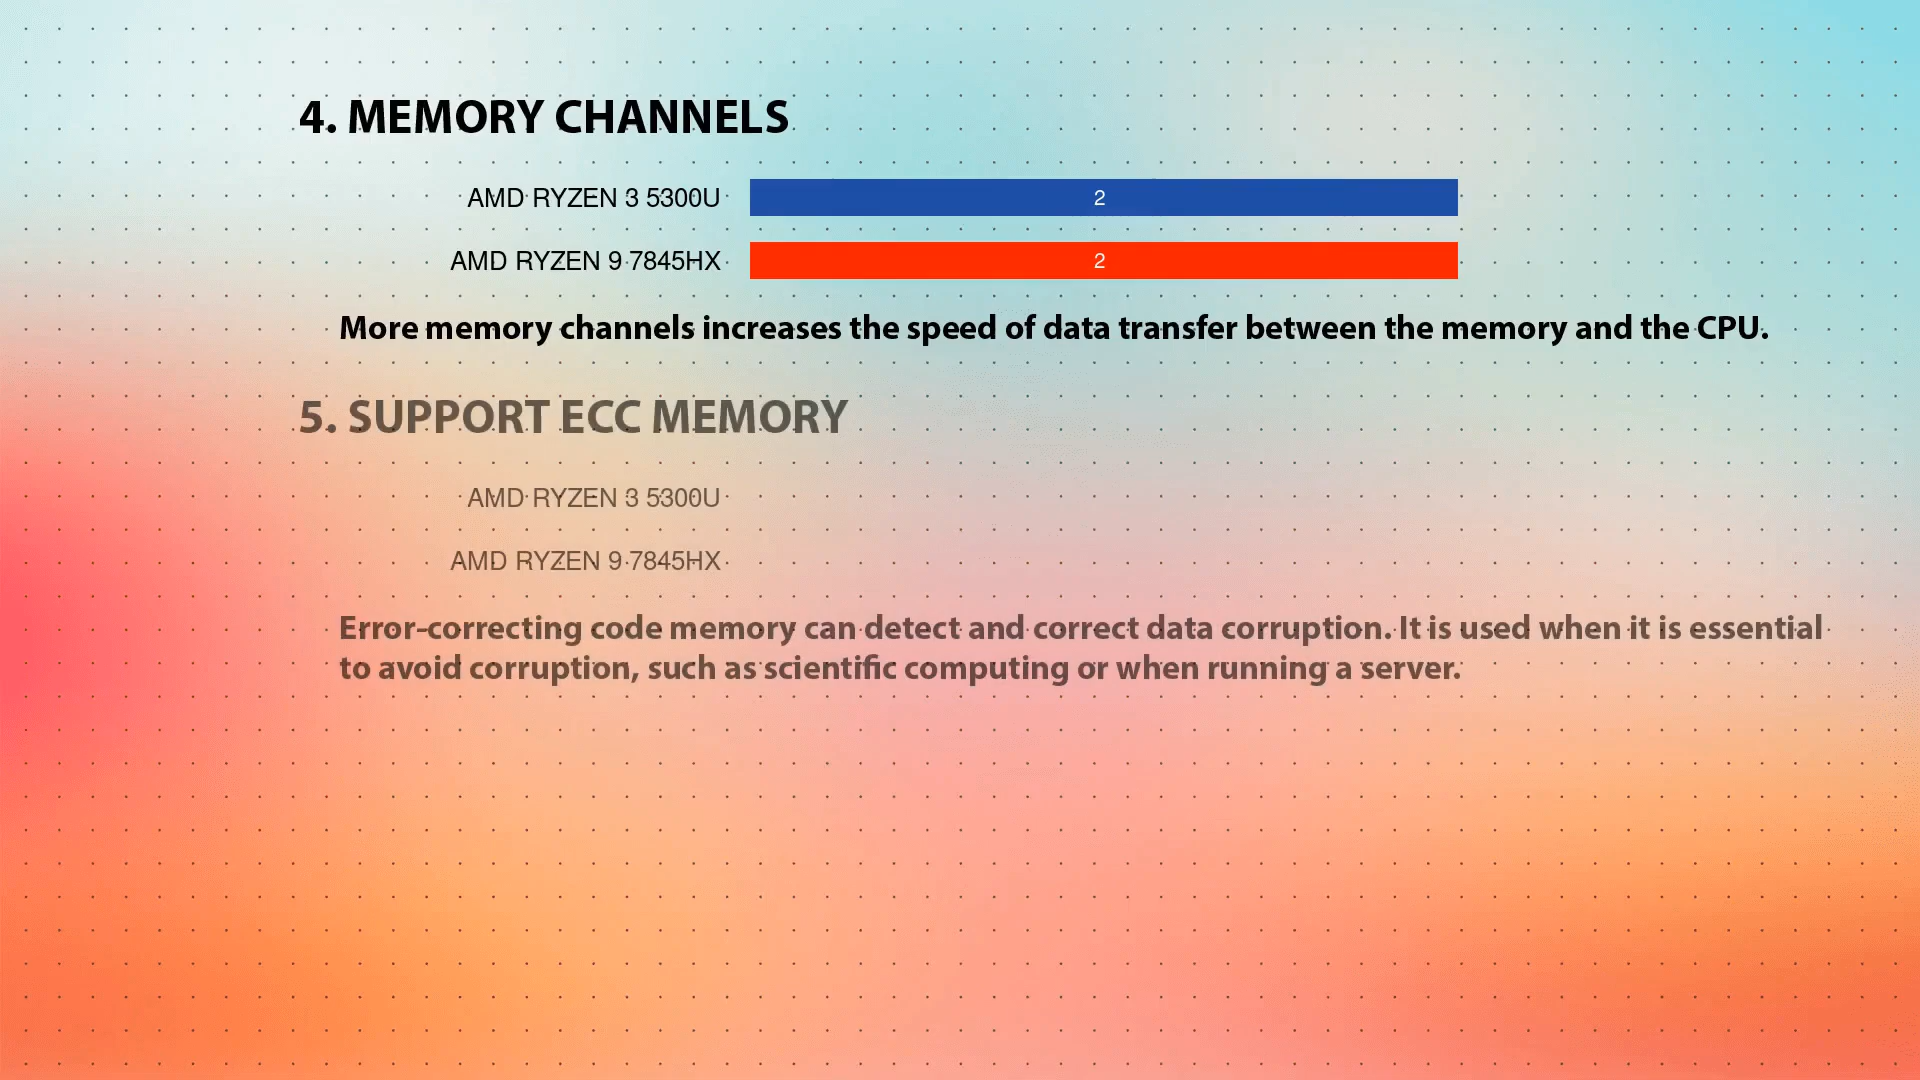 4. MEMORY CHANNELS
AMD RYZEN 3 5300U
2
AMD RYZEN 9 7845HX
2
More memory channels increases the speed of data transfer between the memory and the CPU.
5. SUPPORT ECC MEMORY
AMD RYZEN 3 5300U
AMD RYZEN 9 7845HX
Error-correcting code memory can detect and correct data corruption. It is used when it is essential
to avoid corruption, such as scientific computing or when running a server.